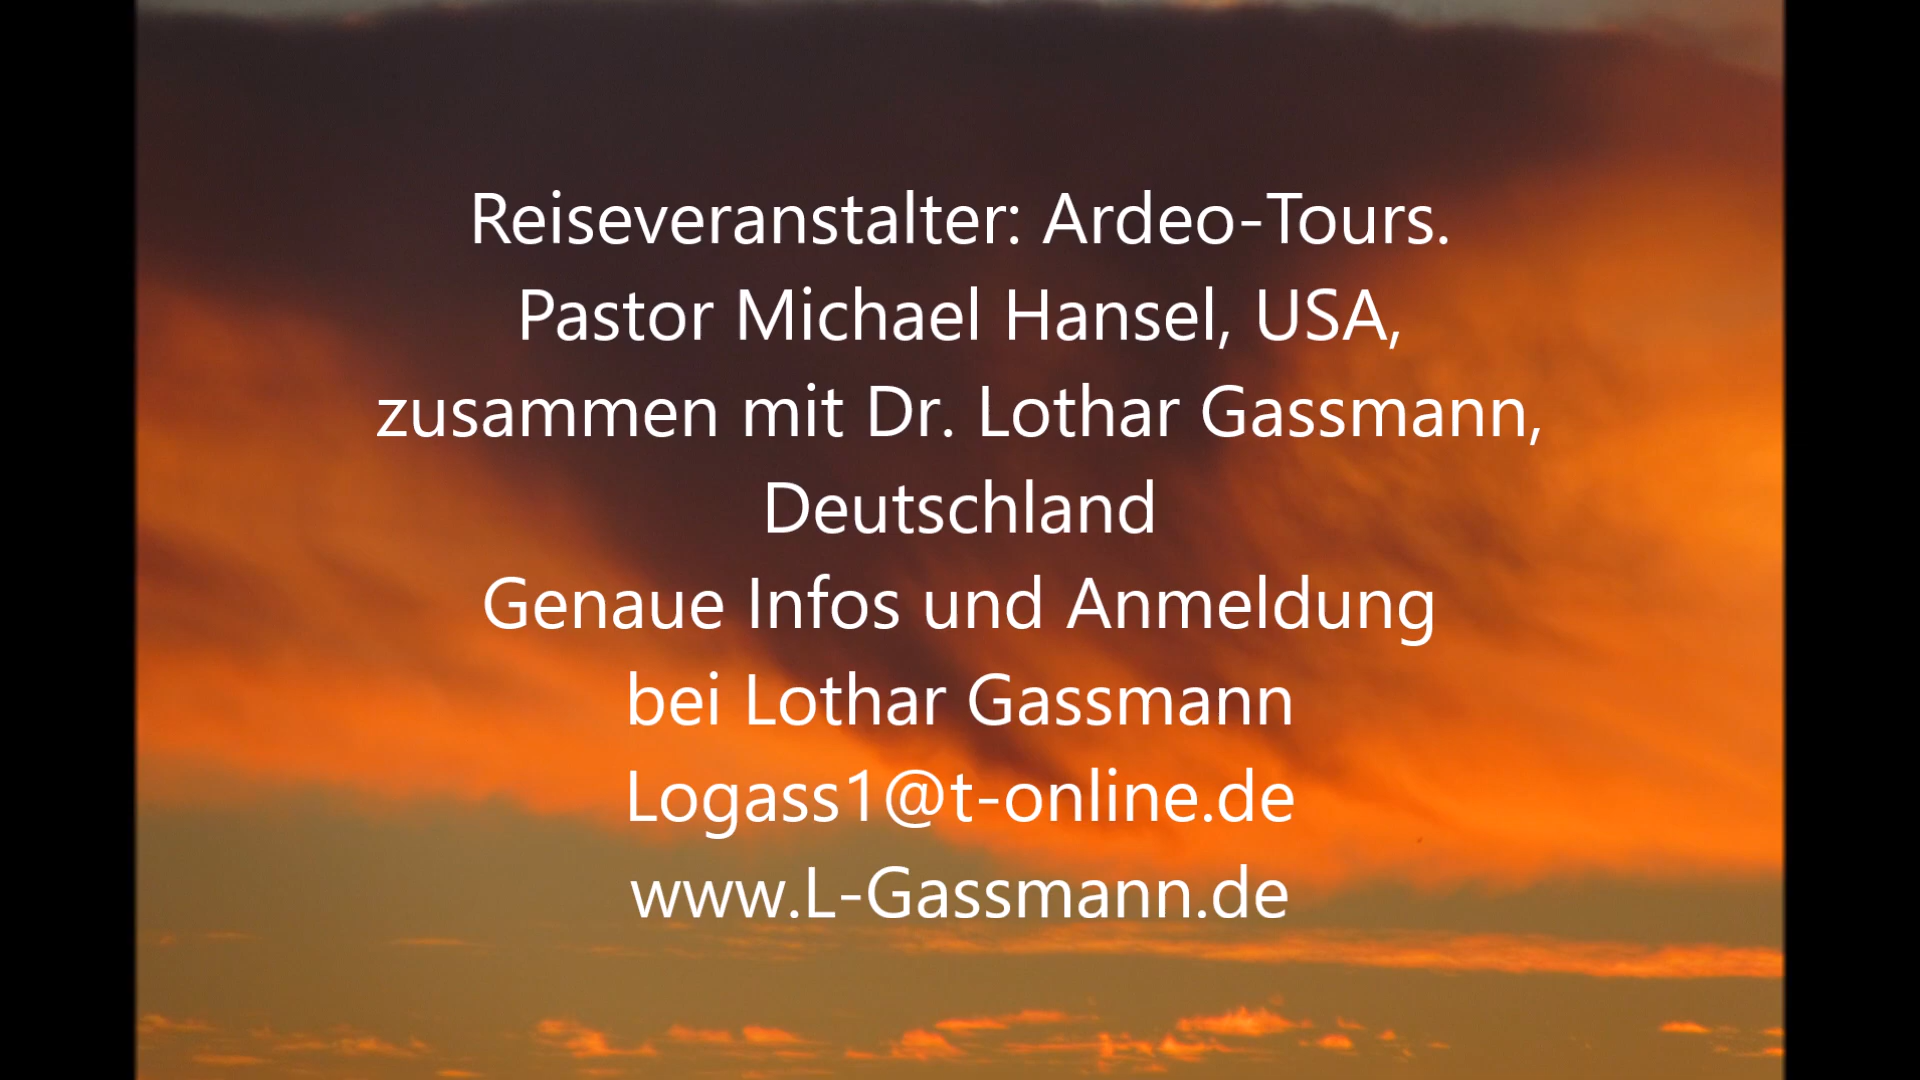 Reiseveranstalter: Ardeo-Tours.
Pastor Michael Hansel, USA,
zusammen mit Dr. Lothar Gassmann,
Deutschland
Genaue Infos und Anmeldung
bei Lothar Gassmann
Logass1@t-online.de
www.L-Gassmann.de